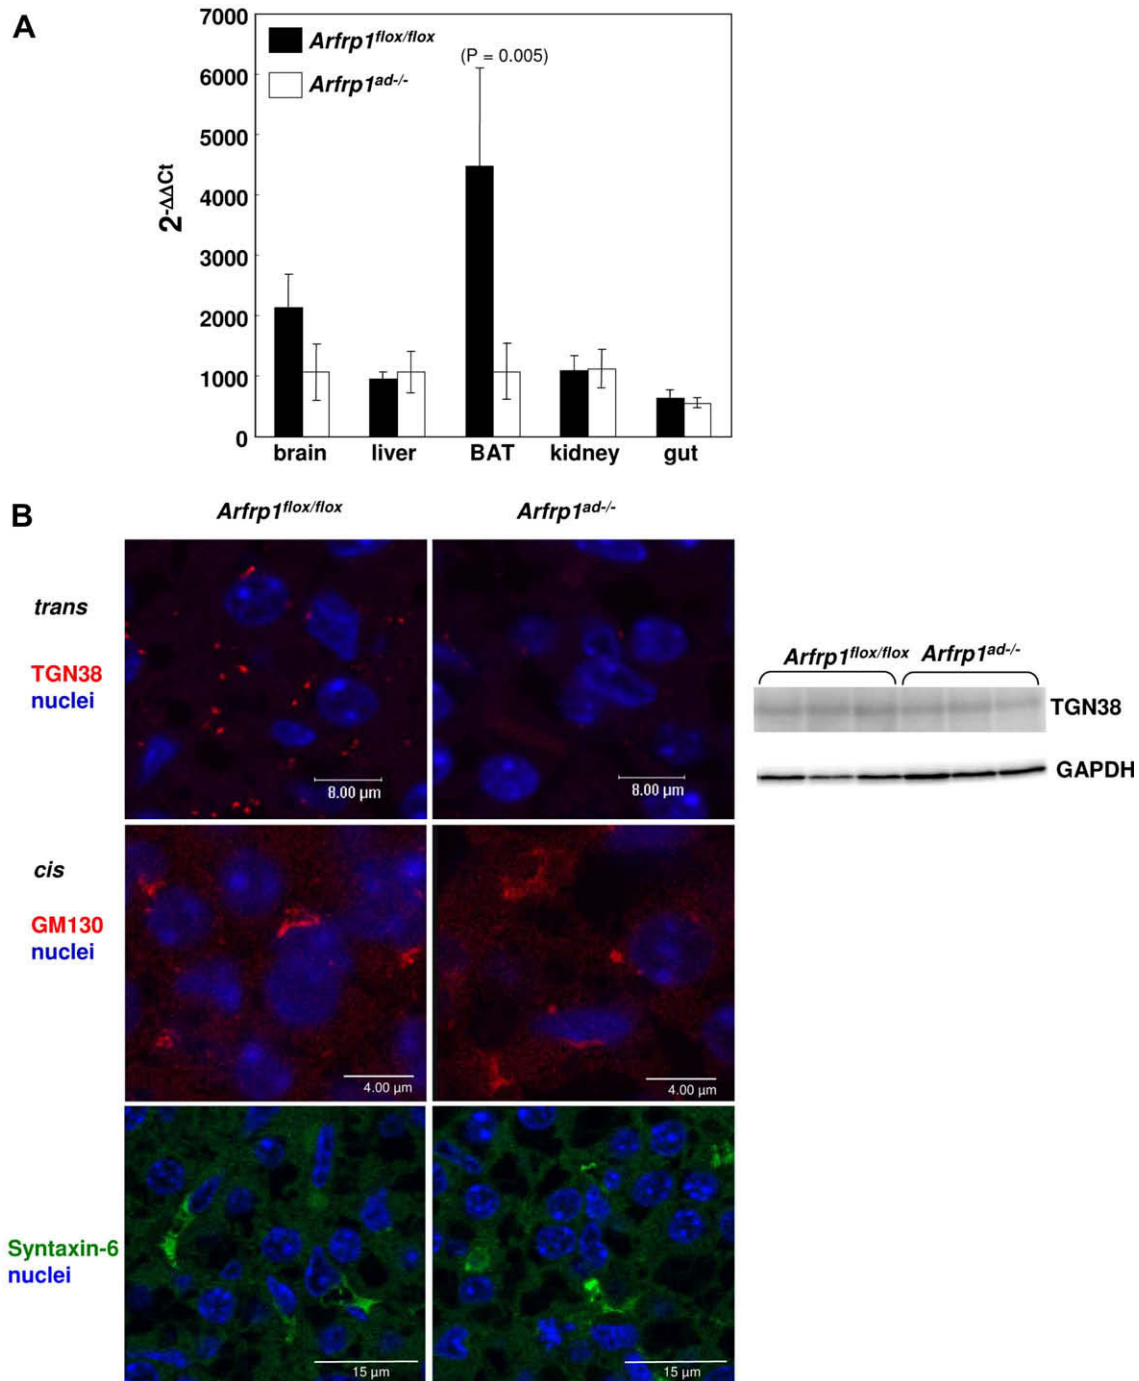 A
7000
6000
5000
4000
3000
2000
1000
0
2-ΔΔCt
Arfrp1flox/flox
Arfrp1ad-/-
(P = 0.005)
brain liver BAT kidney gut
B
Arfrp1flox/flox Arfrp1ad-/-
trans
TGN38
nuclei
8.00 µm 8.00 µm
Arfrp1flox/flox Arfrp1ad-/-
TGN38
GAPDH
cis
GM130
nuclei
4.00 µm 4.00 µm
Syntaxin-6
nuclei
15 µm 15 µm